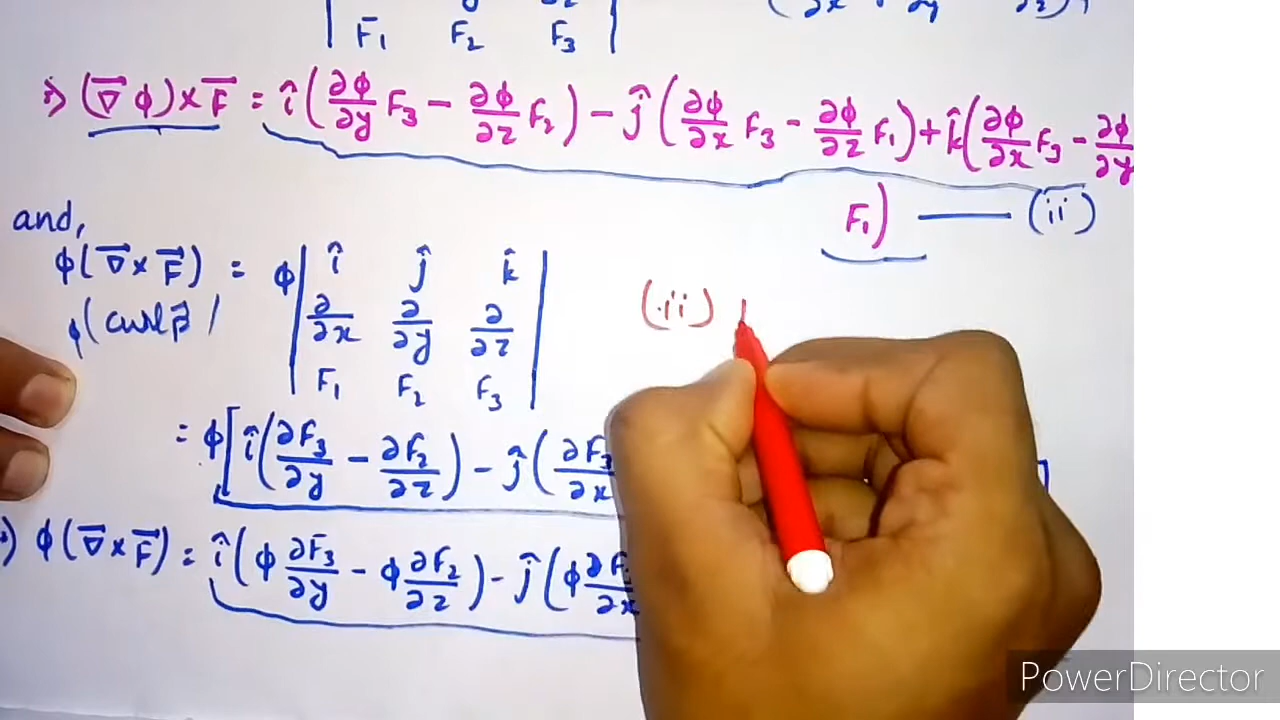 F₁ F₂ F₃
⇒ (∇⃗ϕ)×F⃗ = î(∂ϕ/∂y F₃ − ∂ϕ/∂z F₂) − ĵ(∂ϕ/∂x F₃ − ∂ϕ/∂z F₁) + k̂(∂ϕ/∂x F₃ − ∂ϕ/∂y
F₁) —— (ii)
and,
ϕ(∇⃗×F⃗) = ϕ | î ĵ k̂
ϕ(curl F⃗) ∂/∂x ∂/∂y ∂/∂z |
F₁ F₂ F₃
(ii)
= ϕ[î(∂F₃/∂y − ∂F₂/∂z) − ĵ(∂F₃/∂x
⇒) ϕ(∇⃗×F⃗) = î(ϕ ∂F₃/∂y − ϕ ∂F₂/∂z) − ĵ(ϕ ∂F
PowerDirector